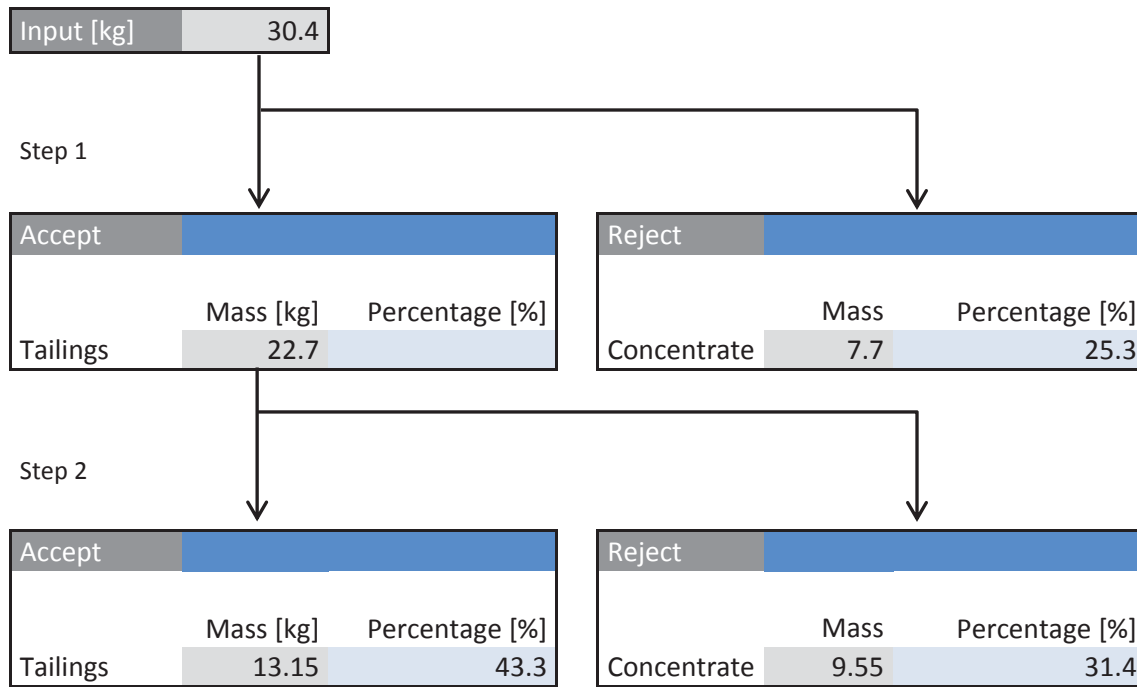 Input [kg] 30.4
Step 1
Accept Reject
Mass [kg] Percentage [%] Mass Percentage [%]
Tailings 22.7 Concentrate 7.7 25.3
Step 2
Accept Reject
Mass [kg] Percentage [%] Mass Percentage [%]
Tailings 13.15 43.3 Concentrate 9.55 31.4